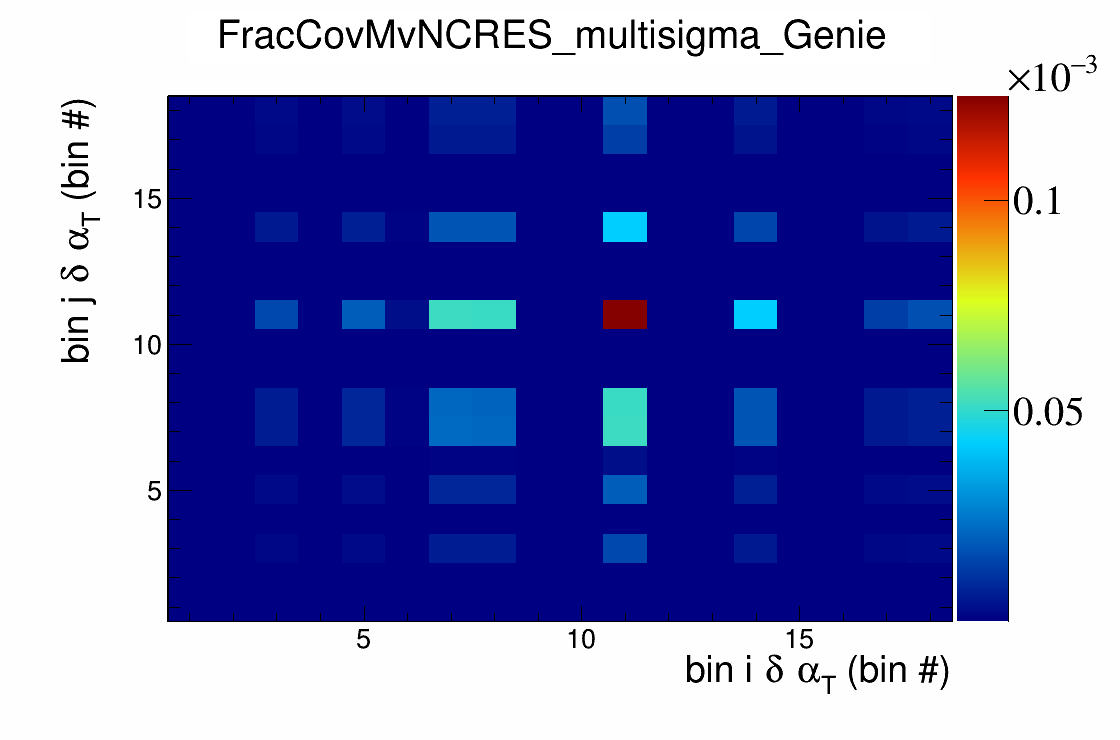 FracCovMvNCRES_multisigma_Genie
×10⁻³
bin j δ α_T (bin #)
15
10
5
0.1
0.05
5 10 15
bin i δ α_T (bin #)